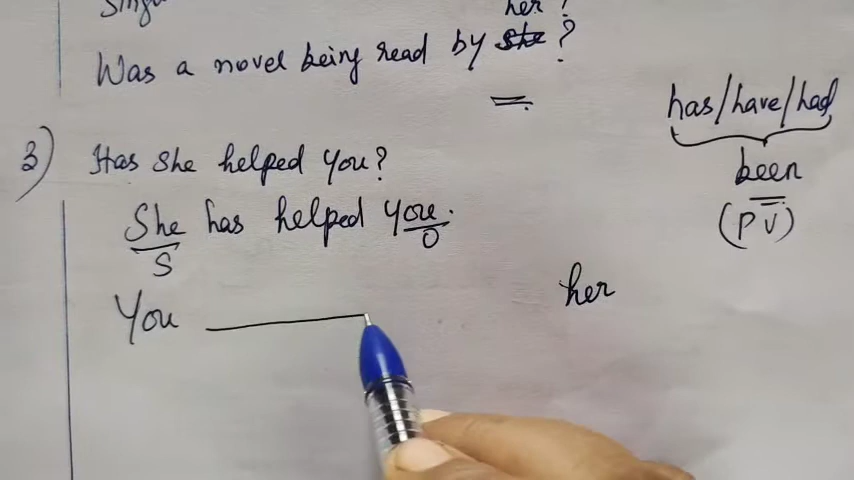 her?
Was a novel being read by she?
has/have/had
3) Has she helped you?
been
She has helped you.
S
O
(PV)
her
You